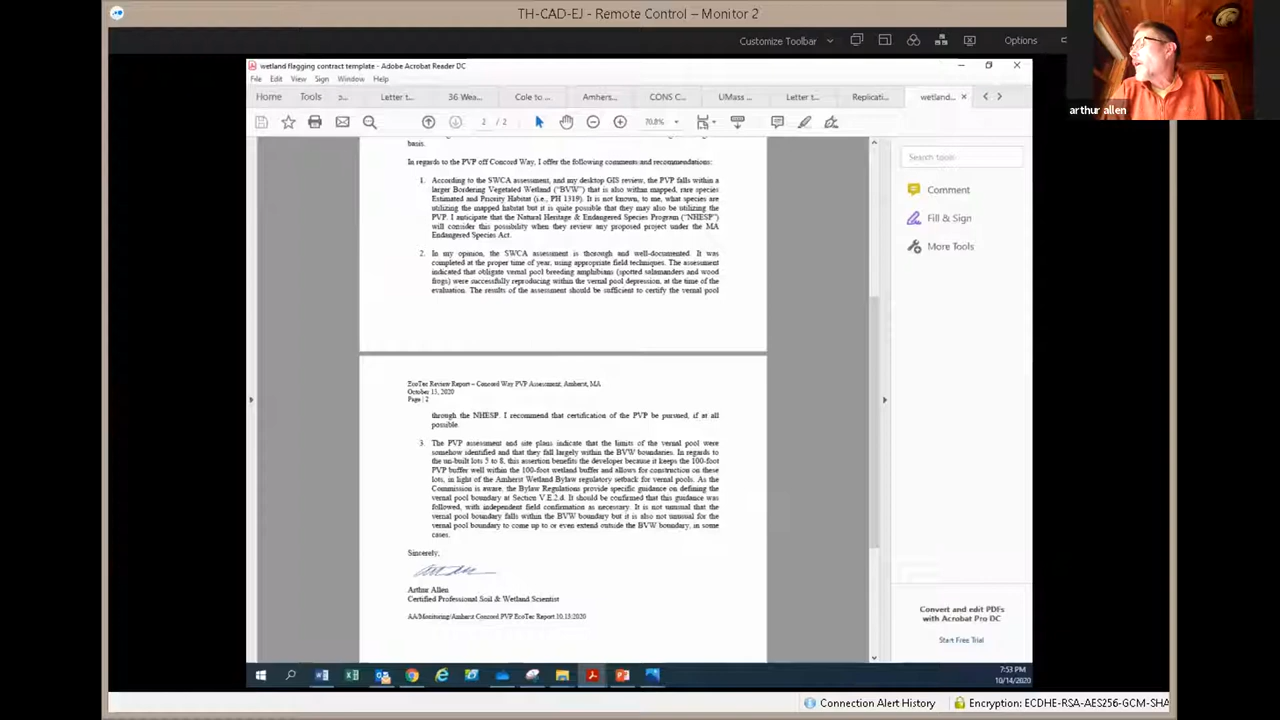 TH-CAD-EJ - Remote Control – Monitor 2
Customize Toolbar
Options
arthur allen
wetland flagging contract template - Adobe Acrobat Reader DC
File Edit View Sign Window Help
Home Tools Letter t... 36 Wea... Cole to ... Amhers... CONS C... UMass ... Letter t... Replicati... wetland...
2 / 2 70.8%
basis.
In regards to the PVP off Concord Way, I offer the following comments and recommendations:
1. According to the SWCA assessment, and my desktop GIS review, the PVP falls within a
larger Bordering Vegetated Wetland ("BVW") that is also within mapped, rare species
Estimated and Priority Habitat (i.e., PH 1319). It is not known, to me, what species are
utilizing the mapped habitat but it is quite possible that they may also be utilizing the
PVP. I anticipate that the Natural Heritage & Endangered Species Program ("NHESP")
will consider this possibility when they review any proposed project under the MA
Endangered Species Act.
2. In my opinion, the SWCA assessment is thorough and well-documented. It was
completed at the proper time of year, using appropriate field techniques. The assessment
indicated that obligate vernal pool breeding amphibians (spotted salamanders and wood
frogs) were successfully reproducing within the vernal pool depression, at the time of the
evaluation. The results of the assessment should be sufficient to certify the vernal pool
EcoTec Review Report – Concord Way PVP Assessment, Amherst, MA
October 13, 2020
Page | 2
through the NHESP. I recommend that certification of the PVP be pursued, if at all
possible.
3. The PVP assessment and site plans indicate that the limits of the vernal pool were
somehow identified and that they fall largely within the BVW boundaries. In regards to
the un-built lots 5 to 8, this assertion benefits the developer because it keeps the 100-foot
PVP buffer well within the 100-foot wetland buffer and allows for construction on these
lots, in light of the Amherst Wetland Bylaw regulatory setback for vernal pools. As the
Commission is aware, the Bylaw Regulations provide specific guidance on defining the
vernal pool boundary at Section V.E.2.d. It should be confirmed that this guidance was
followed, with independent field confirmation as necessary. It is not unusual that the
vernal pool boundary falls within the BVW boundary but it is also not unusual for the
vernal pool boundary to come up to or even extend outside the BVW boundary, in some
cases.
Sincerely,
Arthur Allen
Certified Professional Soil & Wetland Scientist
AA/Monitoring/Amherst Concord PVP EcoTec Report 10.13/2020
Search tools
Comment
Fill & Sign
More Tools
Convert and edit PDFs
with Acrobat Pro DC
Start Free Trial
7:53 PM
10/14/2020
Connection Alert History
Encryption: ECDHE-RSA-AES256-GCM-SHA